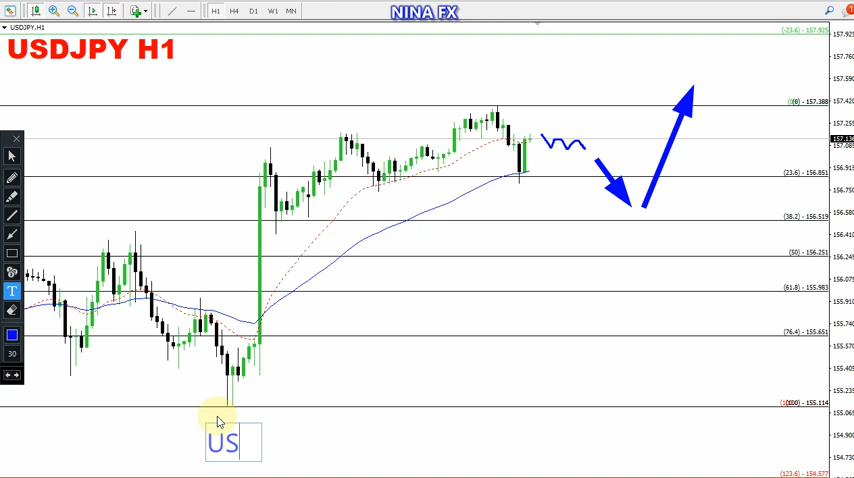 H1 H4 D1 W1 MN
NINA FX
USDJPY,H1
USDJPY H1
(-23.6) - 157.925
157.925
157.760
157.590
157.420
(0) - 157.388
157.255
157.136
157.085
156.915
(23.6) - 156.851
156.750
156.580
(38.2) - 156.519
156.410
(50) - 156.251
156.245
156.075
(61.8) - 155.983
155.910
155.740
(76.4) - 155.651
155.570
155.405
155.235
(100) - 155.114
155.065
154.900
154.730
(123.6) - 154.577
T
30
US